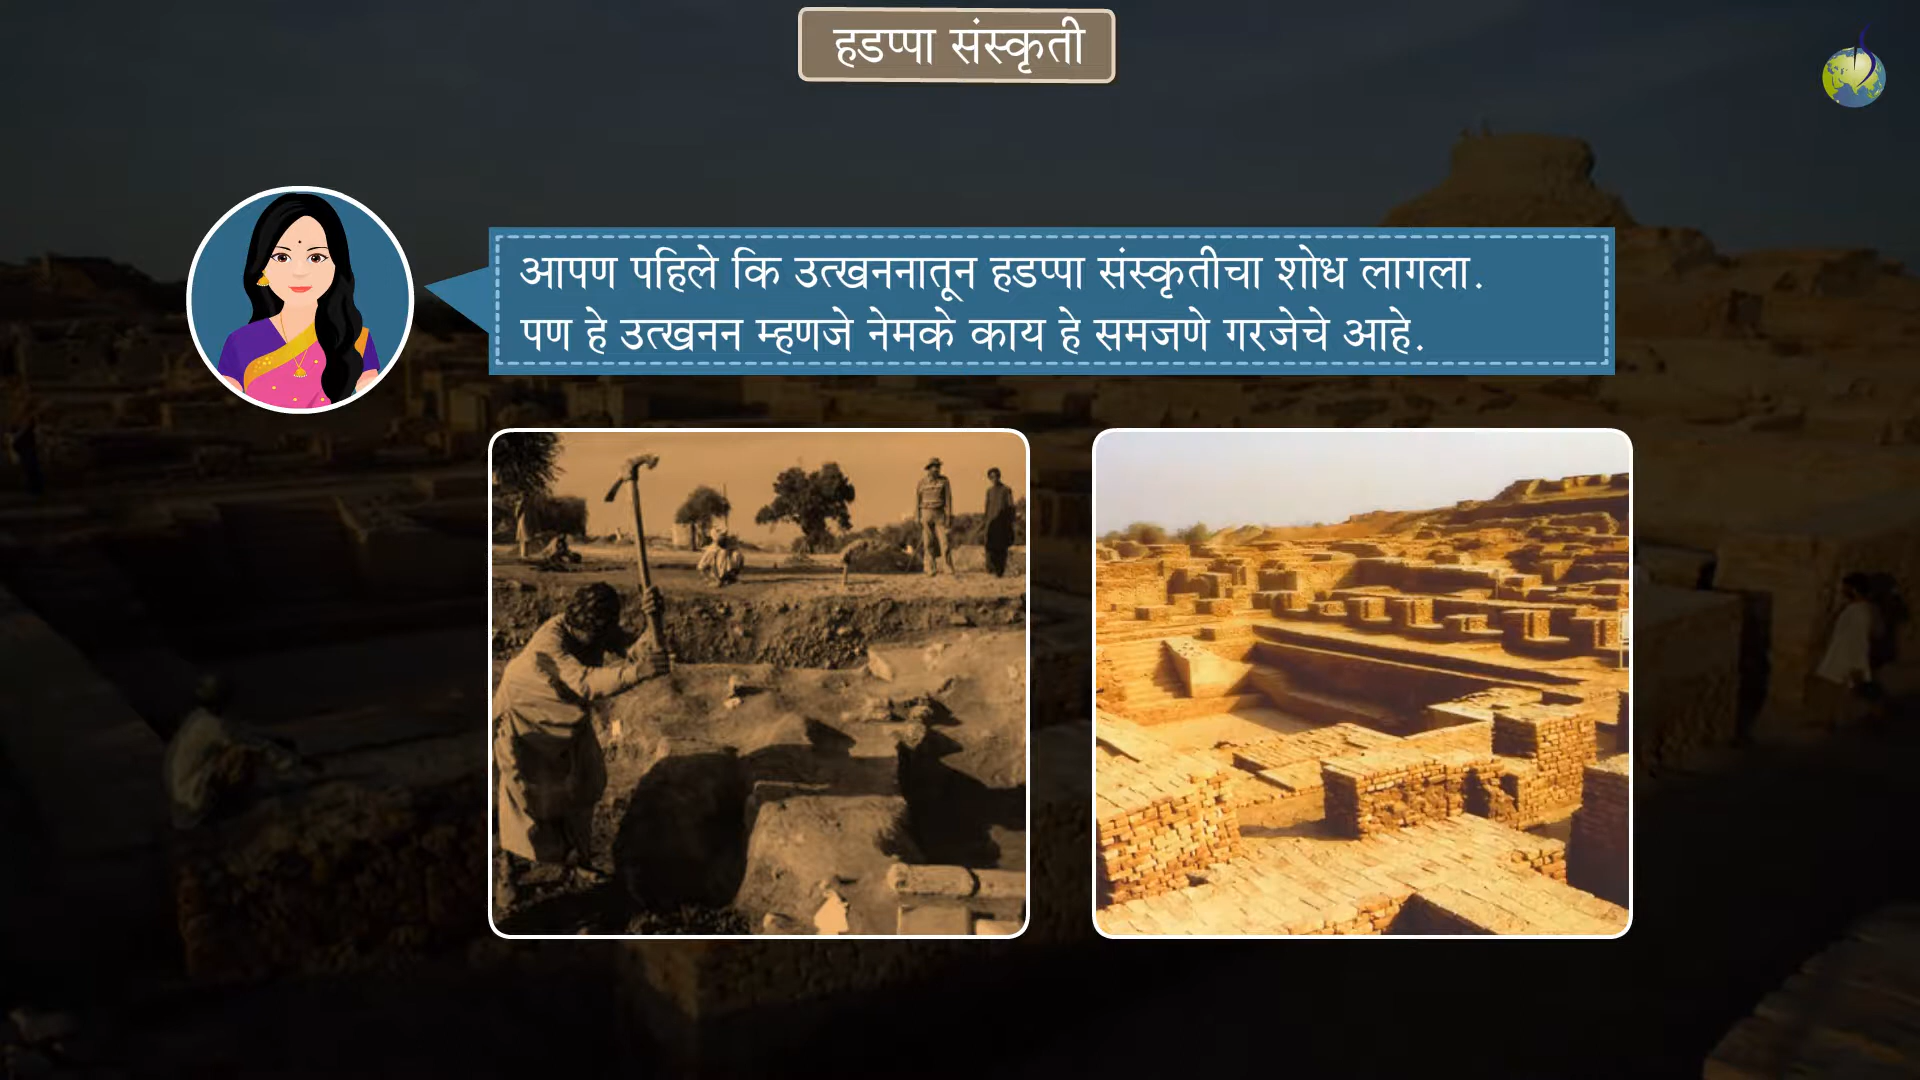 हडप्पा संस्कृती
आपण पहिले कि उत्खननातून हडप्पा संस्कृतीचा शोध लागला.
पण हे उत्खनन म्हणजे नेमके काय हे समजणे गरजेचे आहे.